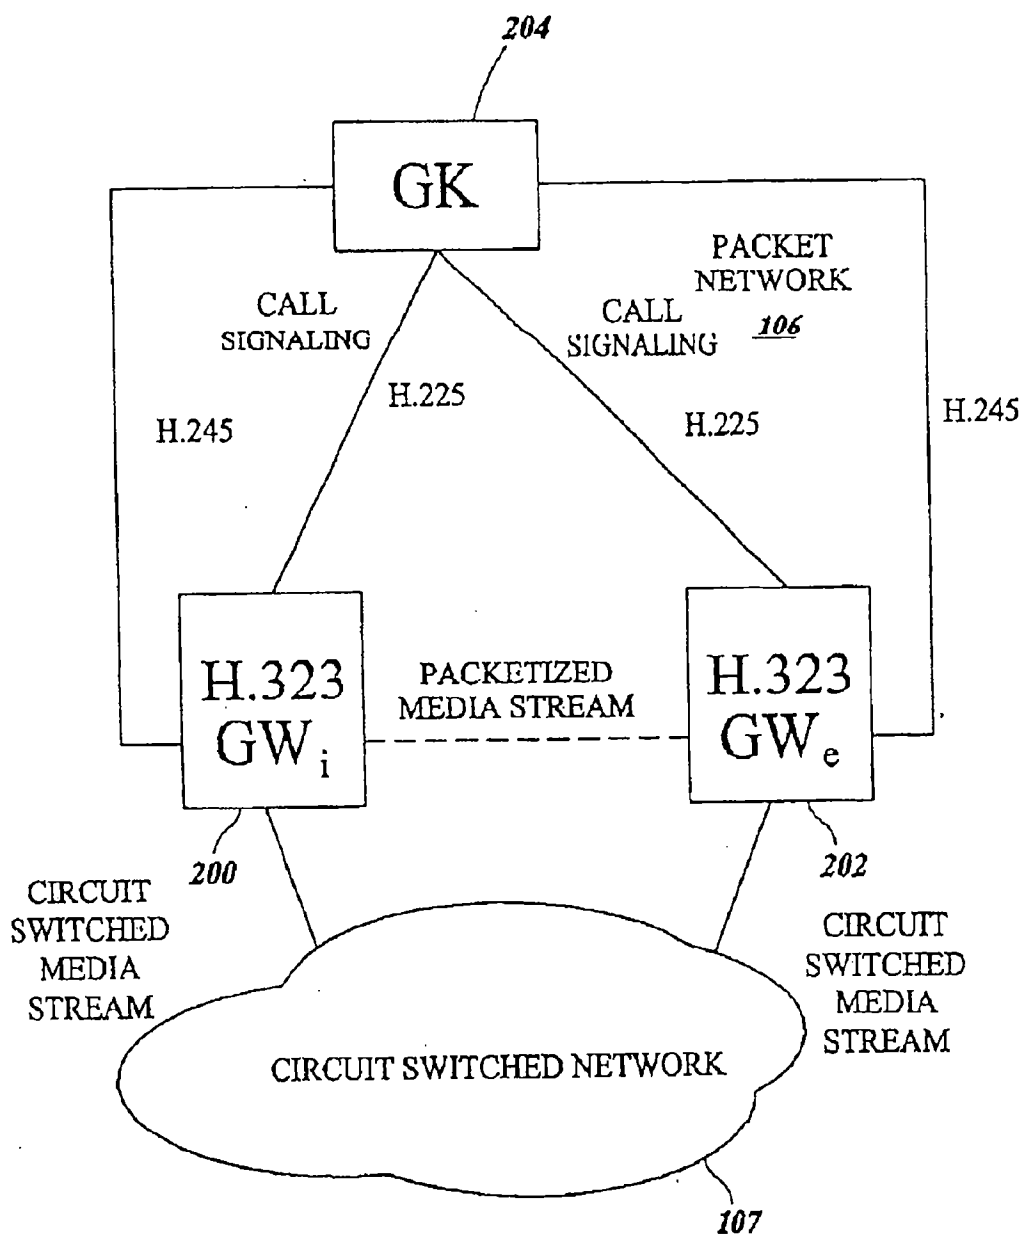 204
GK
PACKET
NETWORK
106
CALL
SIGNALING
CALL
SIGNALING
H.225
H.225
H.245
H.245
H.323
GWi
PACKETIZED
MEDIA STREAM
H.323
GWe
200
202
CIRCUIT
SWITCHED
MEDIA
STREAM
CIRCUIT
SWITCHED
MEDIA
STREAM
CIRCUIT SWITCHED NETWORK
107